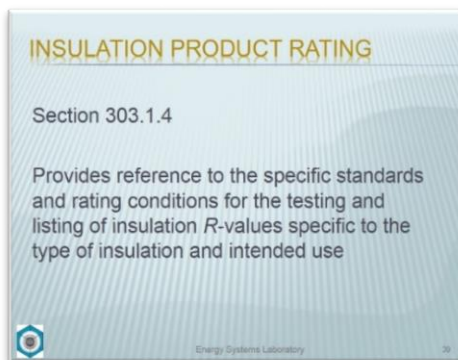 INSULATION PRODUCT RATING
Section 303.1.4
Provides reference to the specific standards
and rating conditions for the testing and
listing of insulation R-values specific to the
type of insulation and intended use
Energy Systems Laboratory